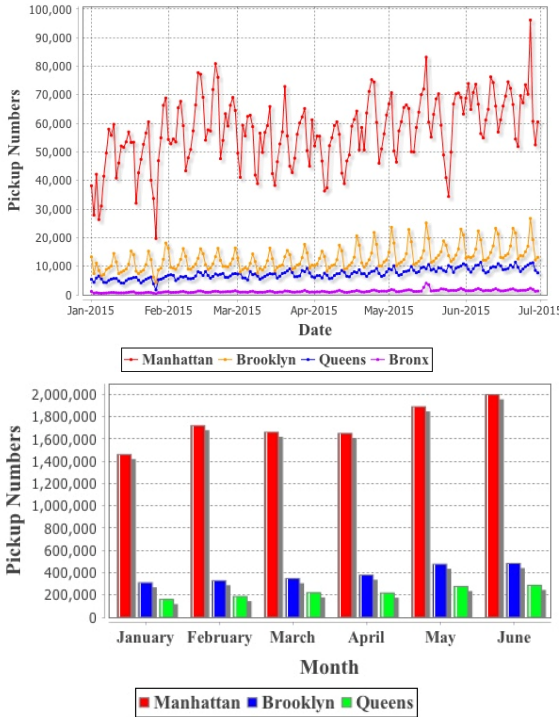 100,000
90,000
80,000
70,000
60,000
50,000
40,000
30,000
20,000
10,000
0
Pickup Numbers
Jan-2015 Feb-2015 Mar-2015 Apr-2015 May-2015 Jun-2015 Jul-2015
Date
Manhattan Brooklyn Queens Bronx
2,000,000
1,800,000
1,600,000
1,400,000
1,200,000
1,000,000
800,000
600,000
400,000
200,000
0
Pickup Numbers
January February March April May June
Month
Manhattan Brooklyn Queens